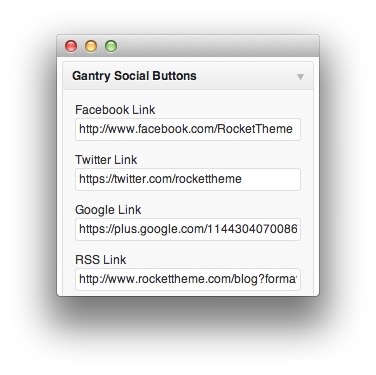 Gantry Social Buttons
Facebook Link
http://www.facebook.com/RocketTheme
Twitter Link
https://twitter.com/rockettheme
Google Link
https://plus.google.com/1144304070086
RSS Link
http://www.rockettheme.com/blog?format